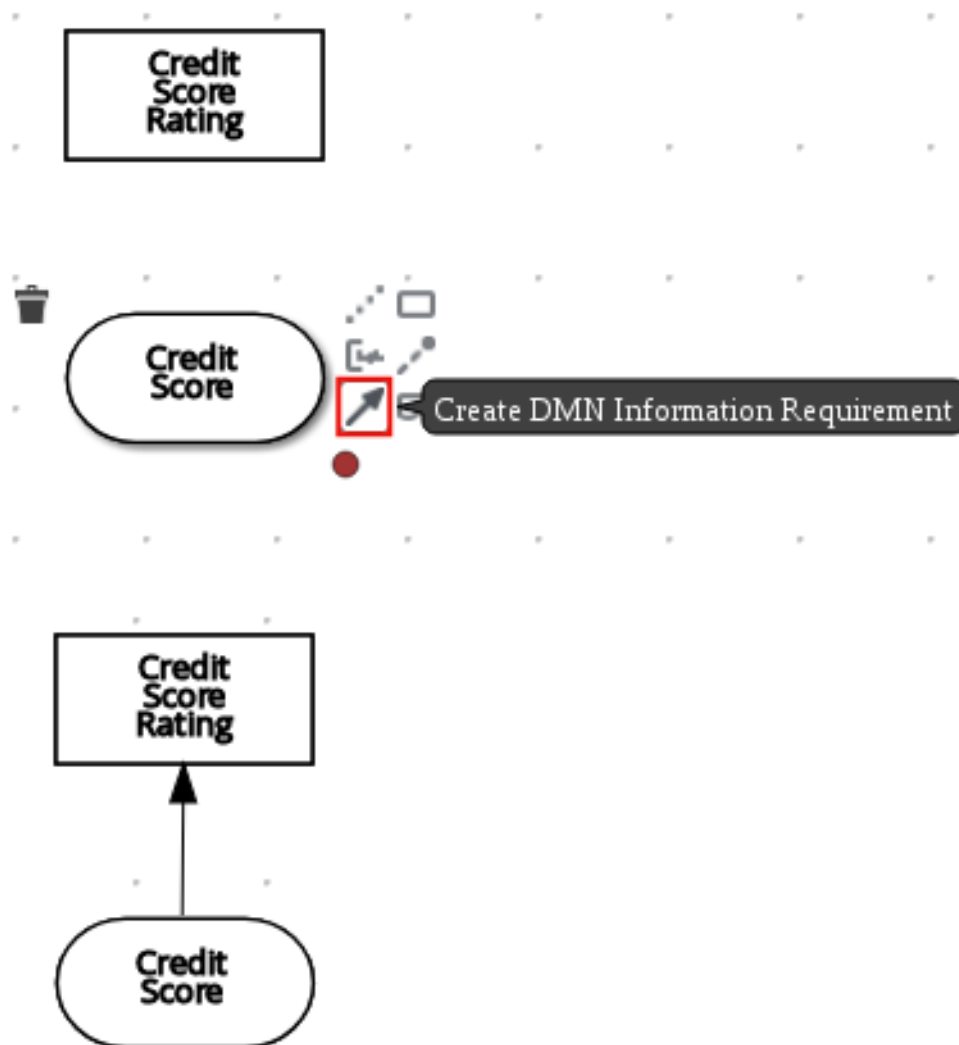 Credit
Score
Rating
Credit
Score
Create DMN Information Requirement
Credit
Score
Rating
Credit
Score